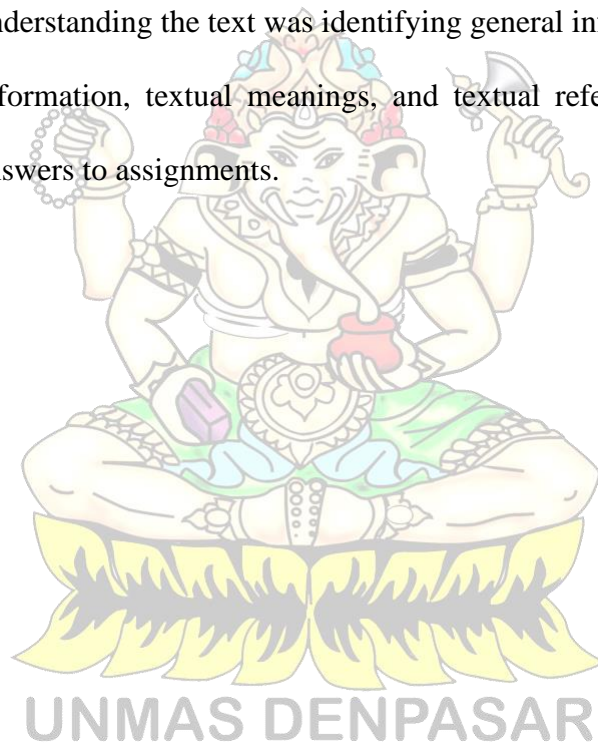 nderstanding the text was identifying general in
formation, textual meanings, and textual refe
swers to assignments.
UNMAS DENPASAR